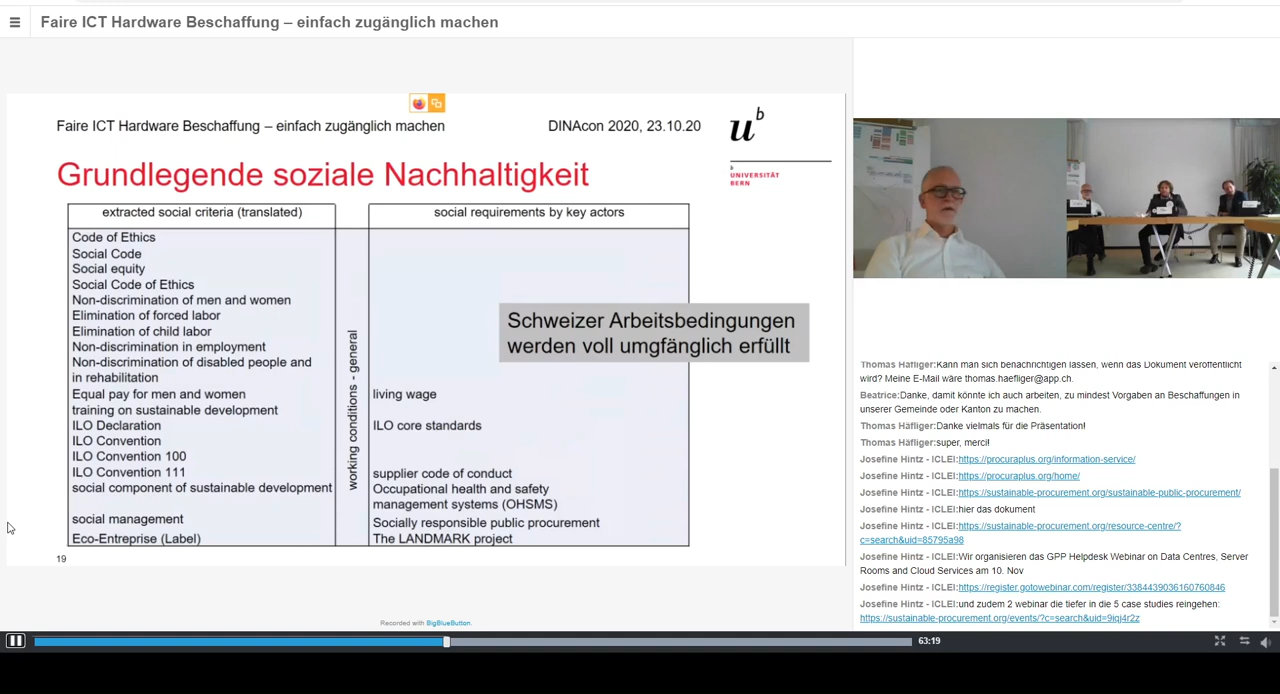 Faire ICT Hardware Beschaffung – einfach zugänglich machen
Faire ICT Hardware Beschaffung – einfach zugänglich machen
DINAcon 2020, 23.10.20
u b
b
UNIVERSITÄT
BERN
Grundlegende soziale Nachhaltigkeit
extracted social criteria (translated)
Code of Ethics
Social Code
Social equity
Social Code of Ethics
Non-discrimination of men and women
Elimination of forced labor
Elimination of child labor
Non-discrimination in employment
Non-discrimination of disabled people and
in rehabilitation
Equal pay for men and women
training on sustainable development
ILO Declaration
ILO Convention
ILO Convention 100
ILO Convention 111
social component of sustainable development
social management
Eco-Entreprise (Label)
working conditions - general
social requirements by key actors
Schweizer Arbeitsbedingungen
werden voll umgfänglich erfüllt
living wage
ILO core standards
supplier code of conduct
Occupational health and safety
management systems (OHSMS)
Socially responsible public procurement
The LANDMARK project
19
Recorded with BigBlueButton.
Thomas Häfliger:Kann man sich benachrichtigen lassen, wenn das Dokument veröffentlicht
wird? Meine E-Mail wäre thomas.haefliger@app.ch.
Beatrice:Danke, damit könnte ich auch arbeiten, zu mindest Vorgaben an Beschaffungen in
unserer Gemeinde oder Kanton zu machen.
Thomas Häfliger:Danke vielmals für die Präsentation!
Thomas Häfliger:super, merci!
Josefine Hintz - ICLEI:https://procuraplus.org/information-service/
Josefine Hintz - ICLEI:https://procuraplus.org/home/
Josefine Hintz - ICLEI:https://sustainable-procurement.org/sustainable-public-procurement/
Josefine Hintz - ICLEI:hier das dokument
Josefine Hintz - ICLEI:https://sustainable-procurement.org/resource-centre/?
c=search&uid=85795a98
Josefine Hintz - ICLEI:Wir organisieren das GPP Helpdesk Webinar on Data Centres, Server
Rooms and Cloud Services am 10. Nov
Josefine Hintz - ICLEI:https://register.gotowebinar.com/register/3384439036160760846
Josefine Hintz - ICLEI:und zudem 2 webinar die tiefer in die 5 case studies reingehen:
https://sustainable-procurement.org/events/?c=search&uid=9iqj4r2z
63:19